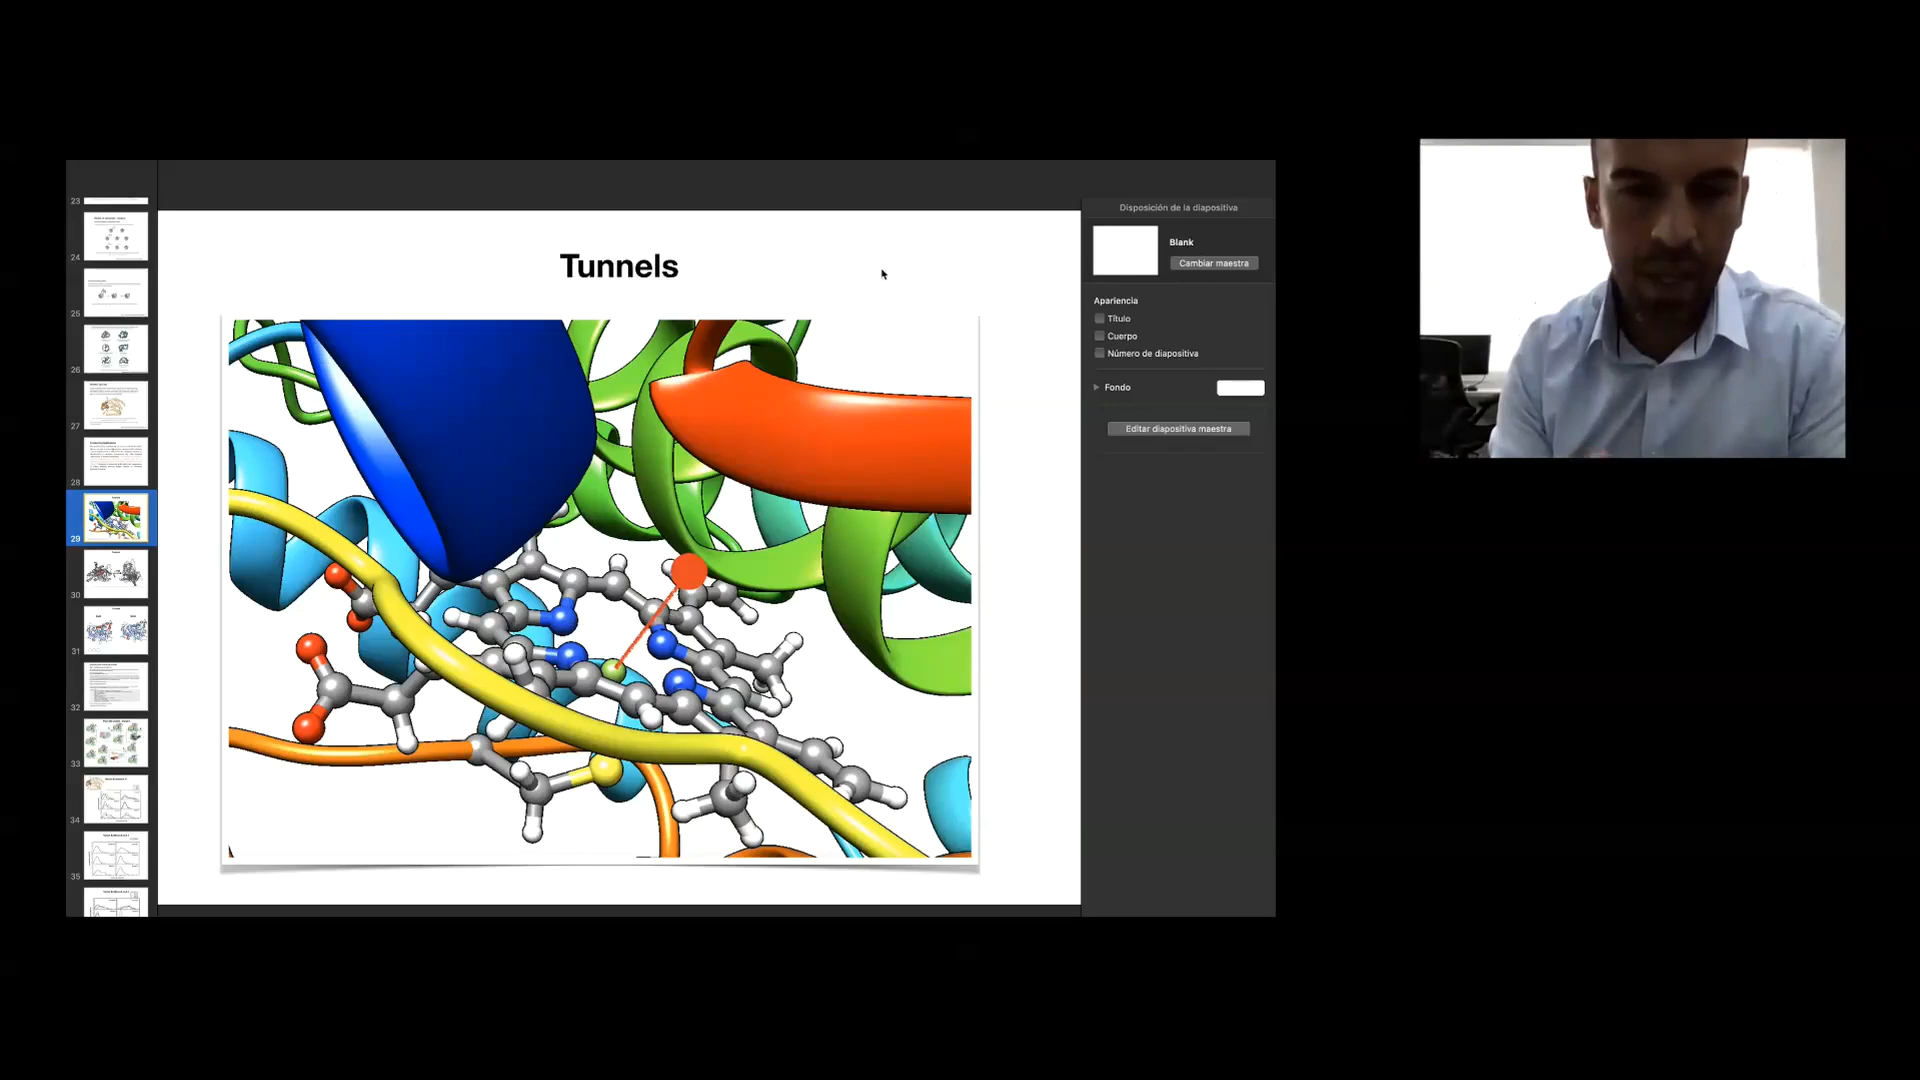 23
24
25
26
27
28
29
30
31
32
33
34
35
Tunnels
Disposición de la diapositiva
Blank
Cambiar maestra
Apariencia
Título
Cuerpo
Número de diapositiva
Fondo
Editar diapositiva maestra